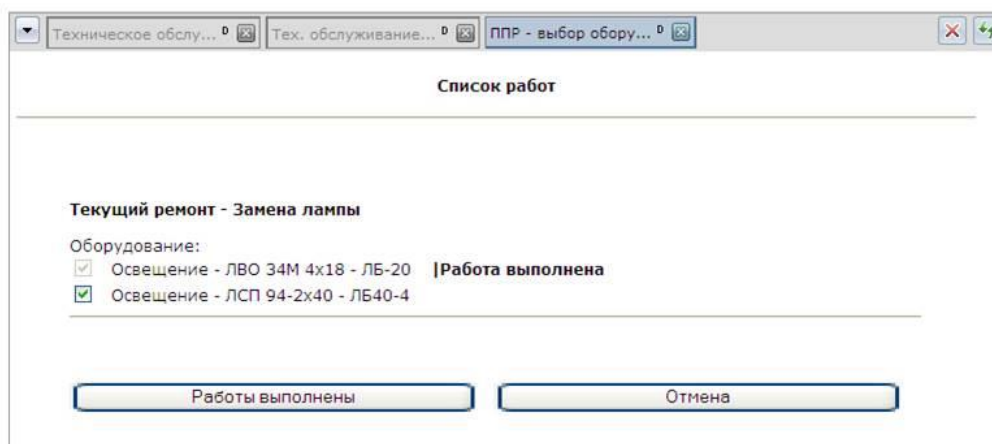 Техническое обслу... D Тех. обслуживание... D ППР - выбор обору... D
Список работ
Текущий ремонт - Замена лампы
Оборудование:
Освещение - ЛВО 34М 4х18 - ЛБ-20 |Работа выполнена
Освещение - ЛСП 94-2х40 - ЛБ40-4
Работы выполнены Отмена